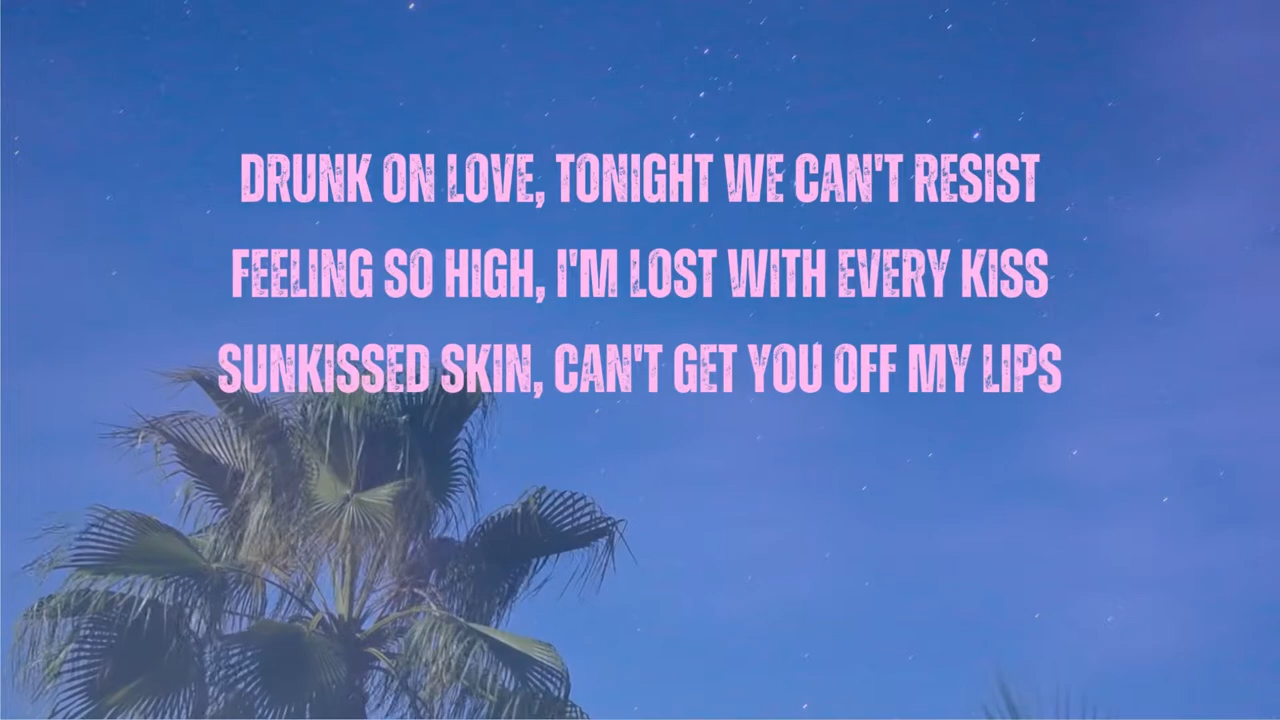 DRUNK ON LOVE, TONIGHT WE CAN'T RESIST
FEELING SO HIGH, I'M LOST WITH EVERY KISS
SUNKISSED SKIN, CAN'T GET YOU OFF MY LIPS